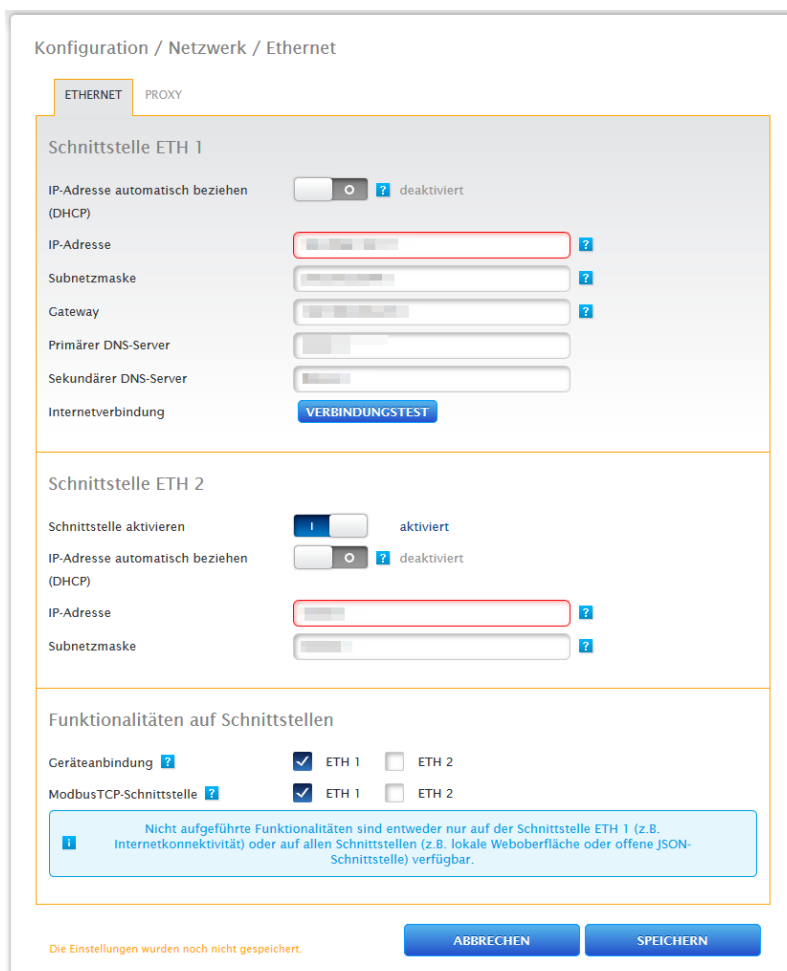 Konfiguration / Netzwerk / Ethernet
ETHERNET PROXY
Schnittstelle ETH 1
IP-Adresse automatisch beziehen
(DHCP)
O ? deaktiviert
IP-Adresse ?
Subnetzmaske ?
Gateway ?
Primärer DNS-Server
Sekundärer DNS-Server
Internetverbindung VERBINDUNGSTEST
Schnittstelle ETH 2
Schnittstelle aktivieren I aktiviert
IP-Adresse automatisch beziehen
(DHCP)
O ? deaktiviert
IP-Adresse ?
Subnetzmaske ?
Funktionalitäten auf Schnittstellen
Geräteanbindung ? ETH 1 ETH 2
ModbusTCP-Schnittstelle ? ETH 1 ETH 2
i
Nicht aufgeführte Funktionalitäten sind entweder nur auf der Schnittstelle ETH 1 (z.B.
Internetkonnektivität) oder auf allen Schnittstellen (z.B. lokale Weboberfläche oder offene JSON-
Schnittstelle) verfügbar.
Die Einstellungen wurden noch nicht gespeichert. ABBRECHEN SPEICHERN